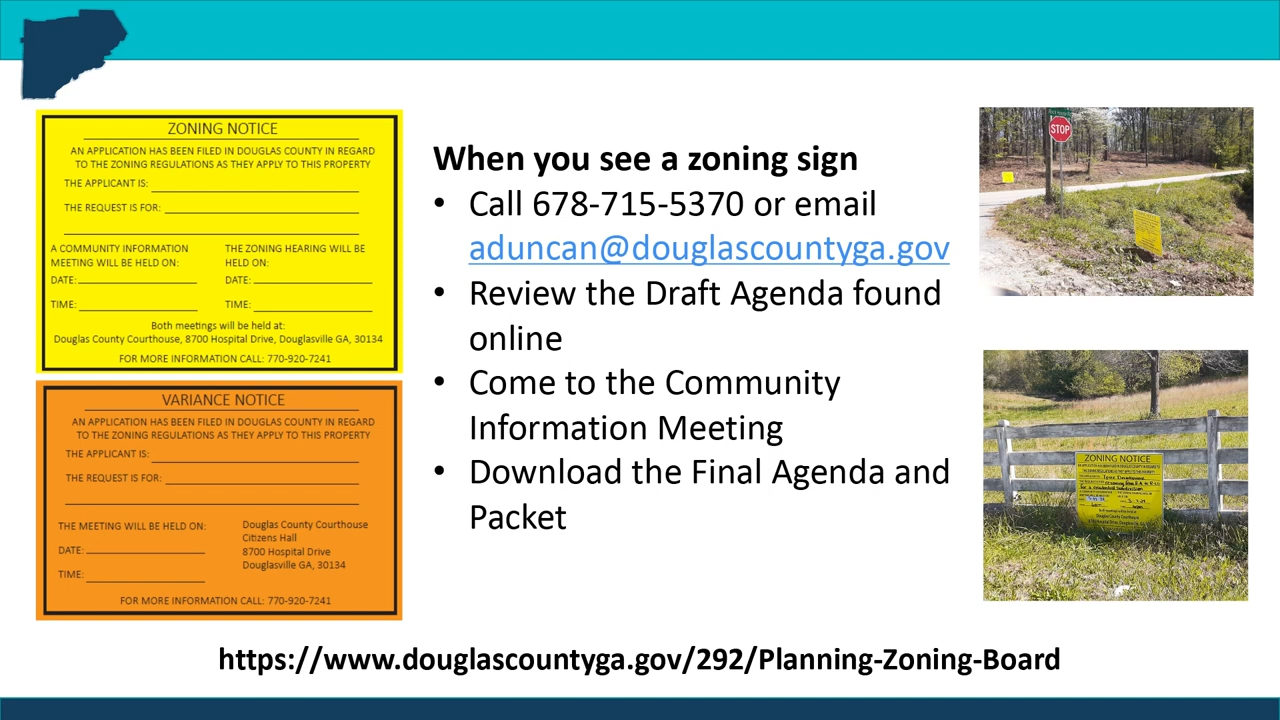 ZONING NOTICE
AN APPLICATION HAS BEEN FILED IN DOUGLAS COUNTY IN REGARD
TO THE ZONING REGULATIONS AS THEY APPLY TO THIS PROPERTY
THE APPLICANT IS:
THE REQUEST IS FOR:
A COMMUNITY INFORMATION
MEETING WILL BE HELD ON:
DATE:
TIME:
THE ZONING HEARING WILL BE
HELD ON:
DATE:
TIME:
Both meetings will be held at:
Douglas County Courthouse, 8700 Hospital Drive, Douglasville GA, 30134
FOR MORE INFORMATION CALL: 770-920-7241
VARIANCE NOTICE
AN APPLICATION HAS BEEN FILED IN DOUGLAS COUNTY IN REGARD
TO THE ZONING REGULATIONS AS THEY APPLY TO THIS PROPERTY
THE APPLICANT IS:
THE REQUEST IS FOR:
THE MEETING WILL BE HELD ON:
DATE:
TIME:
Douglas County Courthouse
Citizens Hall
8700 Hospital Drive
Douglasville GA, 30134
FOR MORE INFORMATION CALL: 770-920-7241
When you see a zoning sign
• Call 678-715-5370 or email
aduncan@douglascountyga.gov
• Review the Draft Agenda found
online
• Come to the Community
Information Meeting
• Download the Final Agenda and
Packet
STOP
ZONING NOTICE
https://www.douglascountyga.gov/292/Planning-Zoning-Board